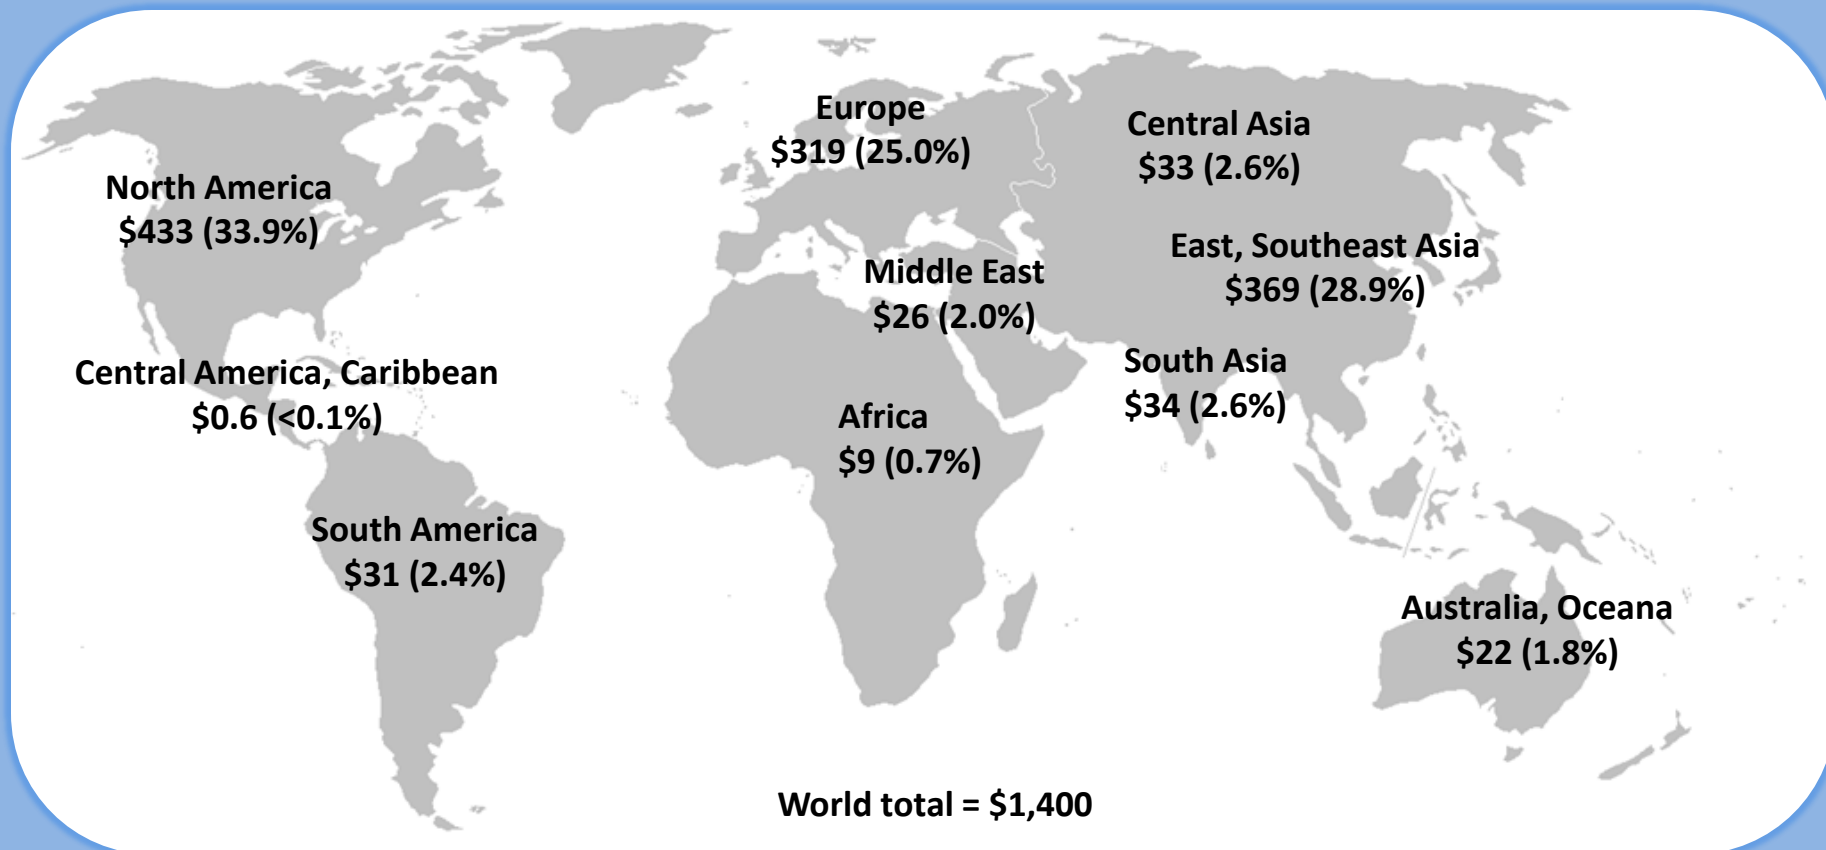 Europe
$319 (25.0%)
Central Asia
$33 (2.6%)
North America
$433 (33.9%)
East, Southeast Asia
$369 (28.9%)
Middle East
$26 (2.0%)
South Asia
$34 (2.6%)
Central America, Caribbean
$0.6 (<0.1%)
Africa
$9 (0.7%)
South America
$31 (2.4%)
Australia, Oceana
$22 (1.8%)
World total = $1,400